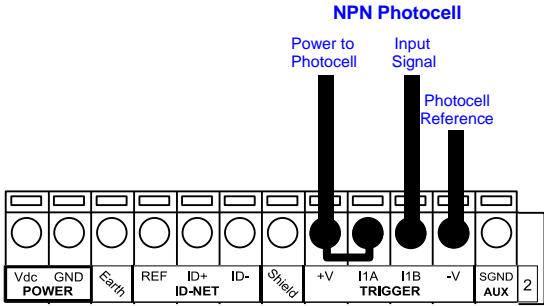 NPN Photocell
Power to
Photocell
Input
Signal
Photocell
Reference
Vdc GND Earth REF ID+ ID- Shield +V I1A I1B -V SGND
POWER ID-NET TRIGGER AUX 2